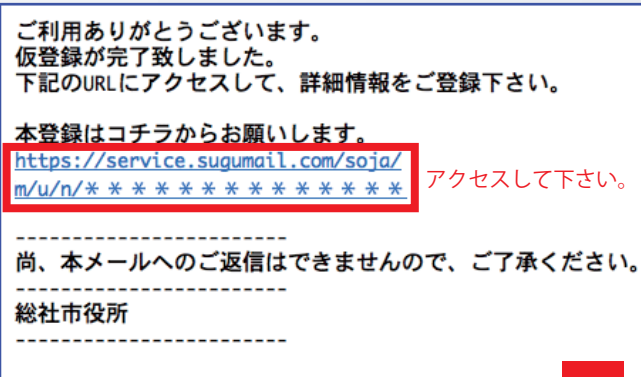 ご利用ありがとうございます。
仮登録が完了致しました。
下記のURLにアクセスして、詳細情報をご登録下さい。
本登録はコチラからお願いします。
https://service.sugumail.com/soja/
m/u/n/＊＊＊＊＊＊＊＊＊＊＊＊＊＊
アクセスして下さい。
------------------------
尚、本メールへのご返信はできませんので、ご了承ください。
------------------------
総社市役所
------------------------